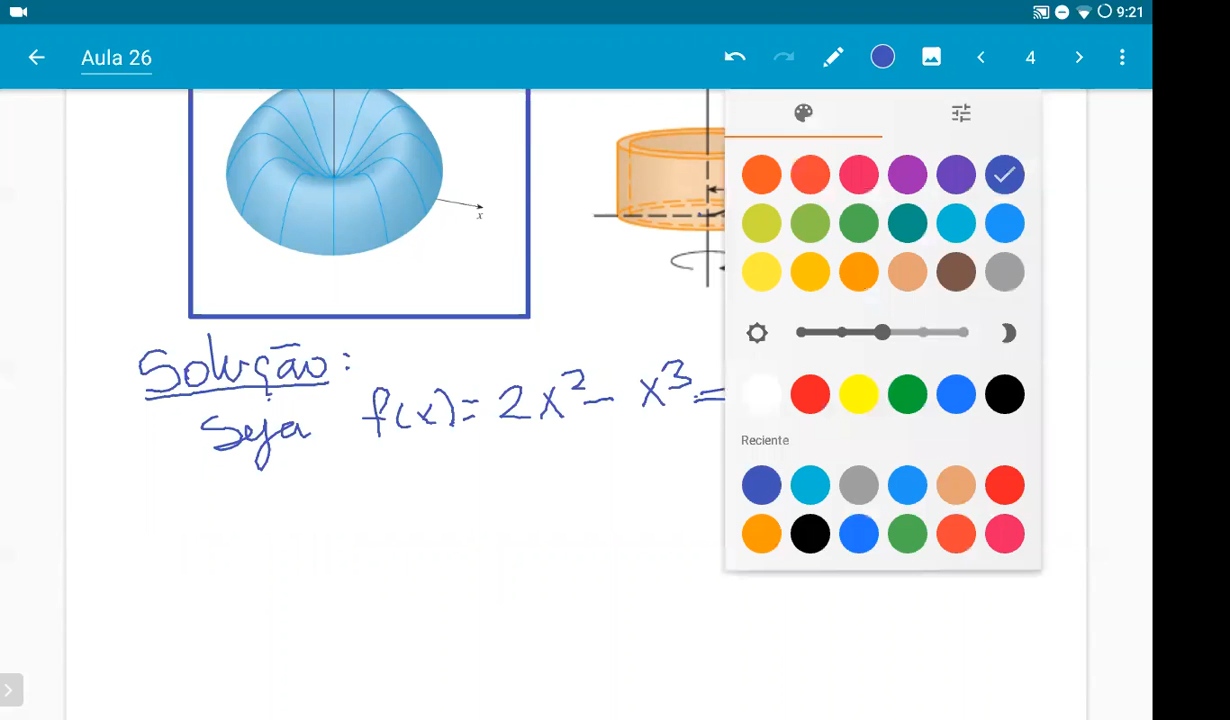 9:21
Aula 26
4
x
Solução:
Seja f(x) = 2x² - x³ =
Reciente